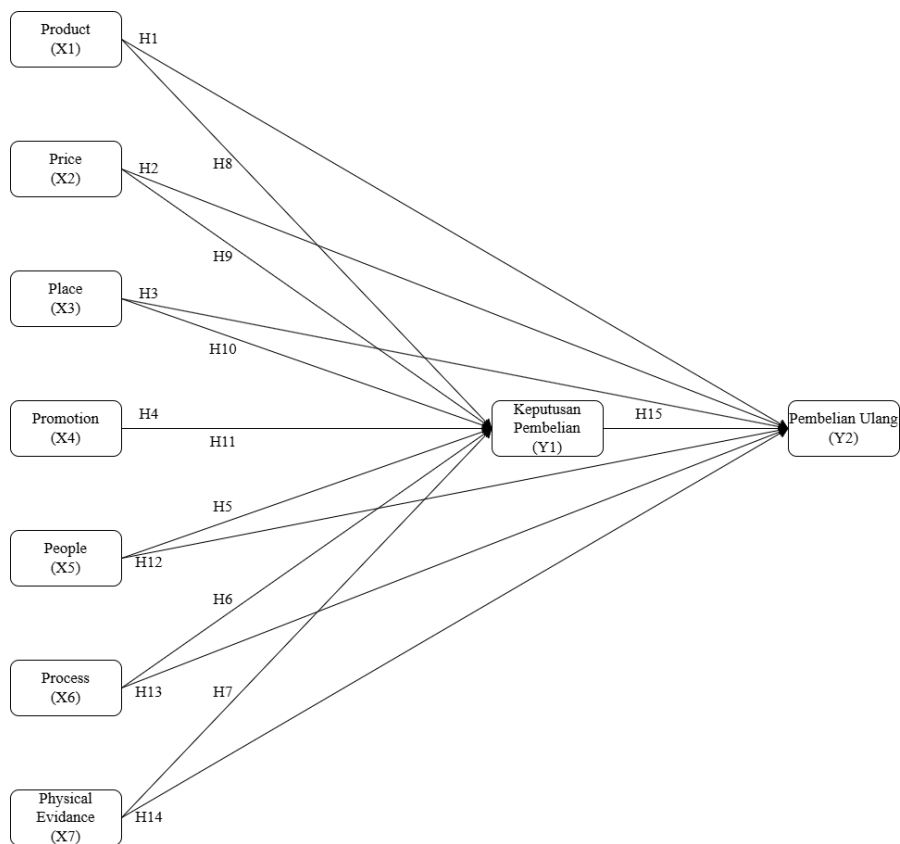 Product
(X1)
H1
H8
Price
(X2)
H2
H9
Place
(X3)
H3
H10
Promotion
(X4)
H4
H11
Keputusan
Pembelian
(Y1)
H15
Pembelian Ulang
(Y2)
People
(X5)
H5
H12
Process
(X6)
H6
H13
Physical
Evidance
(X7)
H7
H14